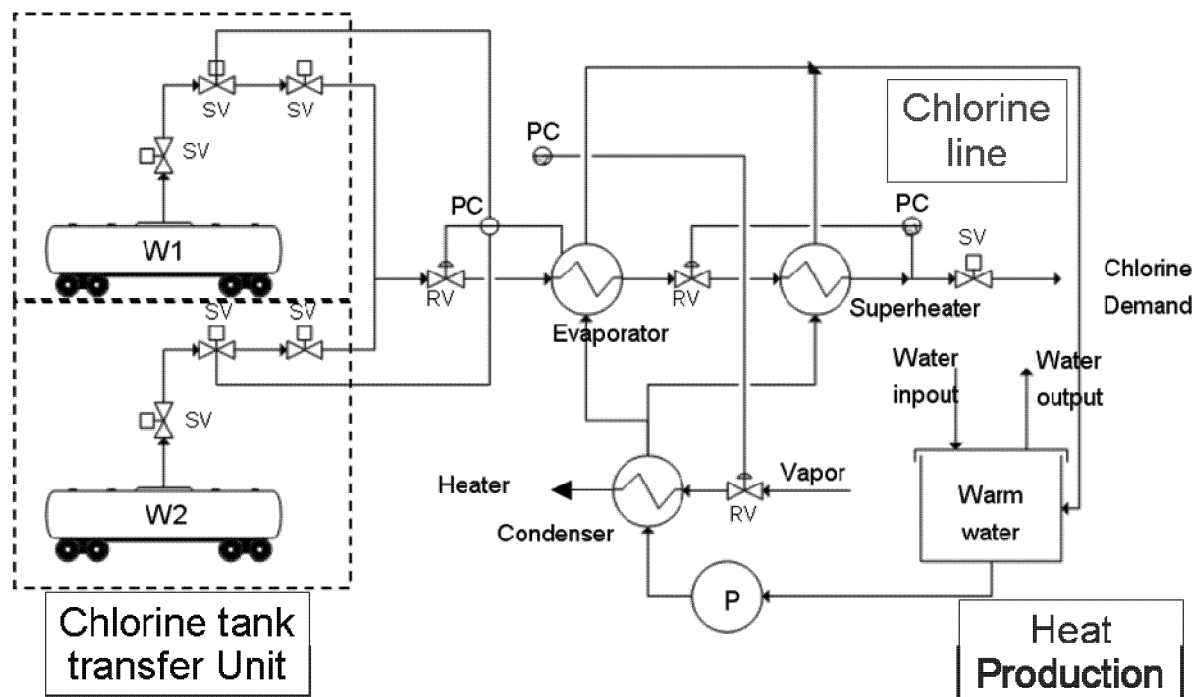 SV
SV
SV
W1
PC
PC
Chlorine
line
PC
SV
RV
RV
Evaporator
Superheater
Chlorine
Demand
SV
SV
SV
W2
Water
inpout
Water
output
Heater
Condenser
Vapor
RV
Warm
water
P
Chlorine tank
transfer Unit
Heat
Production